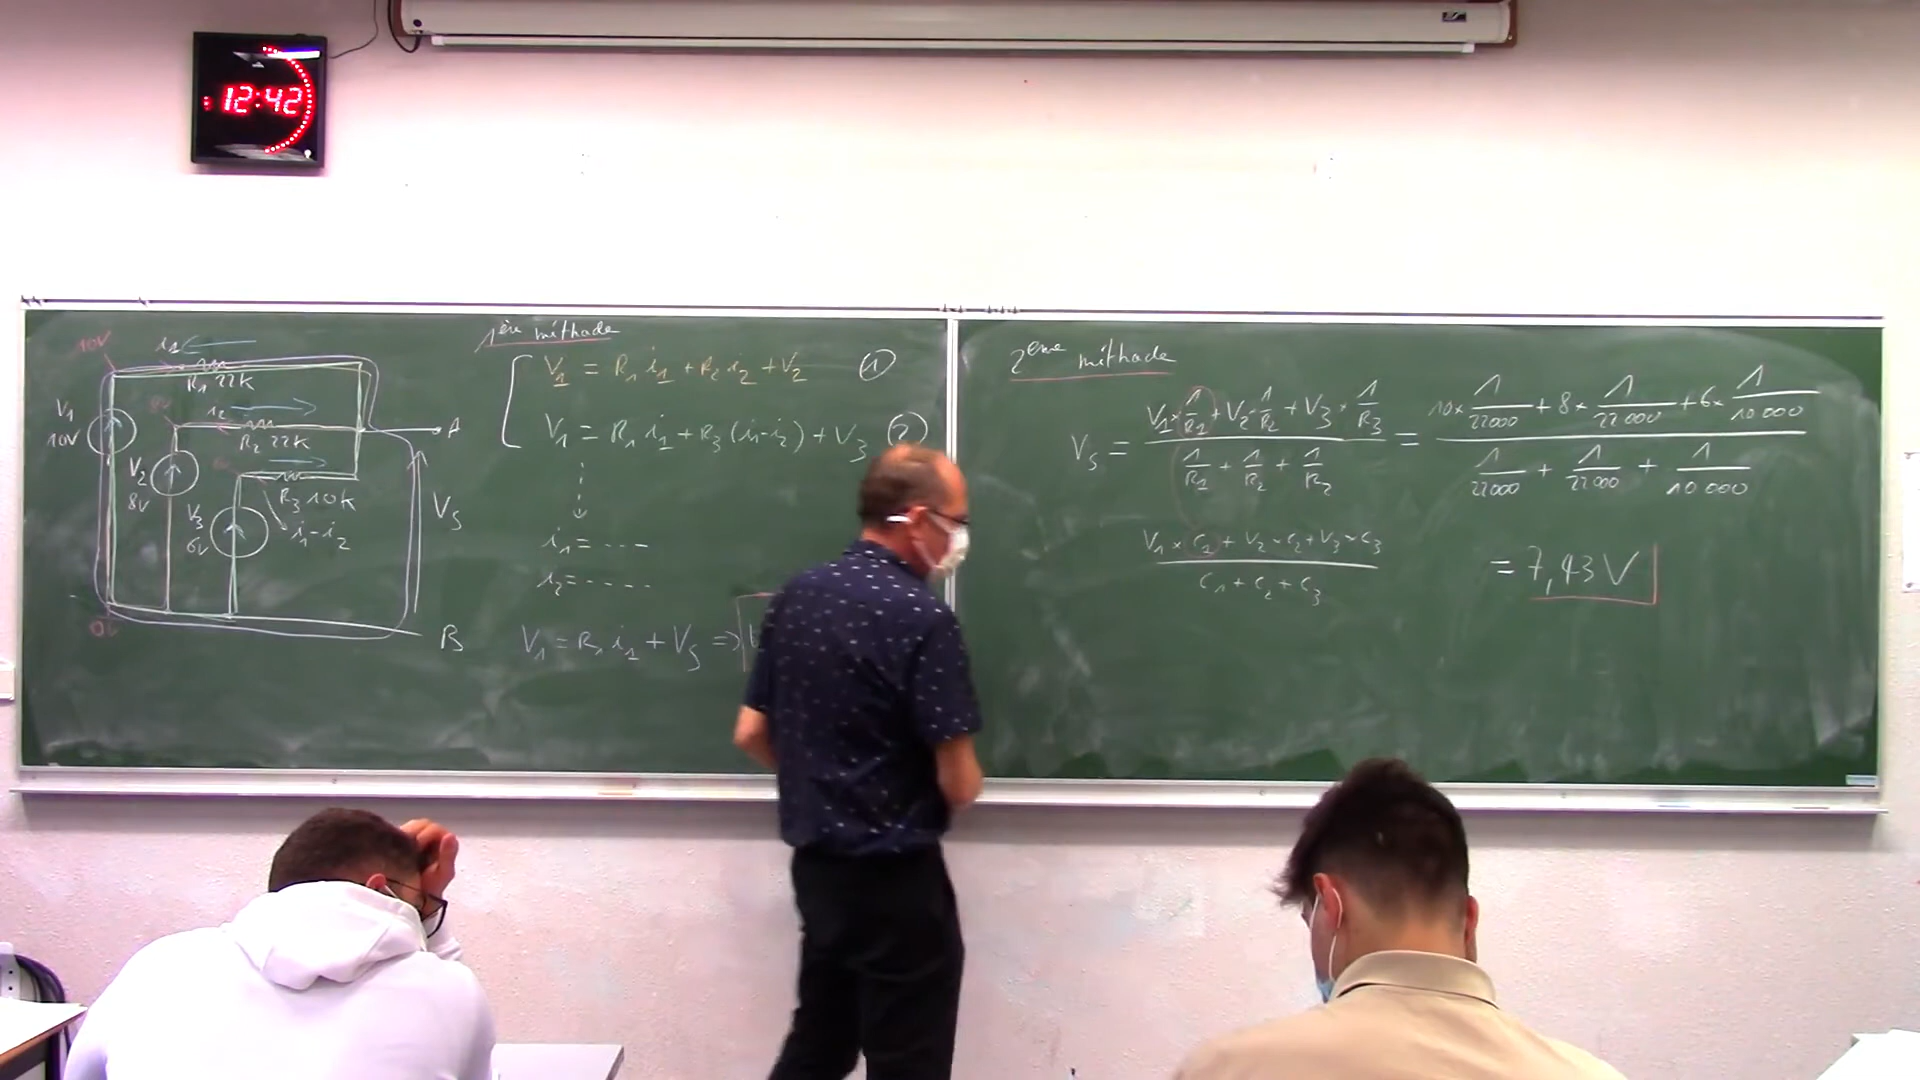 12:42
10V
i1
R1 22K
V1
10V
8V
i2
R2 22K
A
V2
8V
6V
R3 10K
V3
6V
i1-i2
VS
0V
B
1ère méthode
V1 = R1 i1 + R2 i2 + V2 ①
V1 = R1 i1 + R3 (i1-i2) + V3 ②
i1 = ---
i2 = ----
V1 = R1 i1 + VS =>
2eme méthode
VS = (V1 × 1/R1 + V2 · 1/R2 + V3 × 1/R3) / (1/R1 + 1/R2 + 1/R2) = (10 × 1/22000 + 8 × 1/22000 + 6 × 1/10000) / (1/22000 + 1/22000 + 1/10000)
(V1 × C1 + V2 × C2 + V3 × C3) / (C1 + C2 + C3)
= 7,43 V